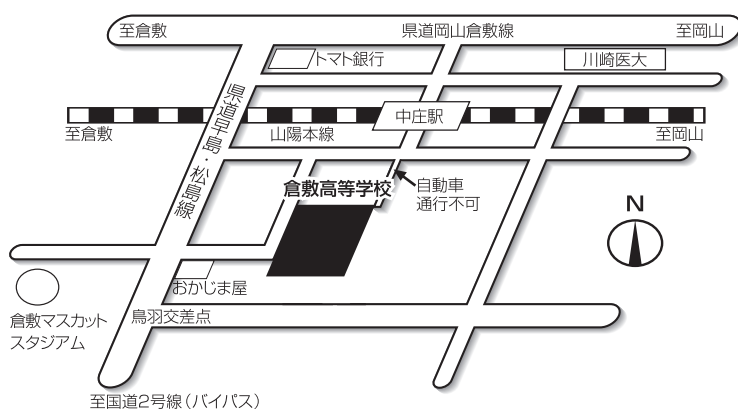 至倉敷
県道岡山倉敷線
至岡山
トマト銀行
川崎医大
県道早島・松島線
中庄駅
至倉敷
山陽本線
至岡山
倉敷高等学校
自動車
通行不可
N
おかじま屋
倉敷マスカット
スタジアム
鳥羽交差点
至国道2号線（バイパス）